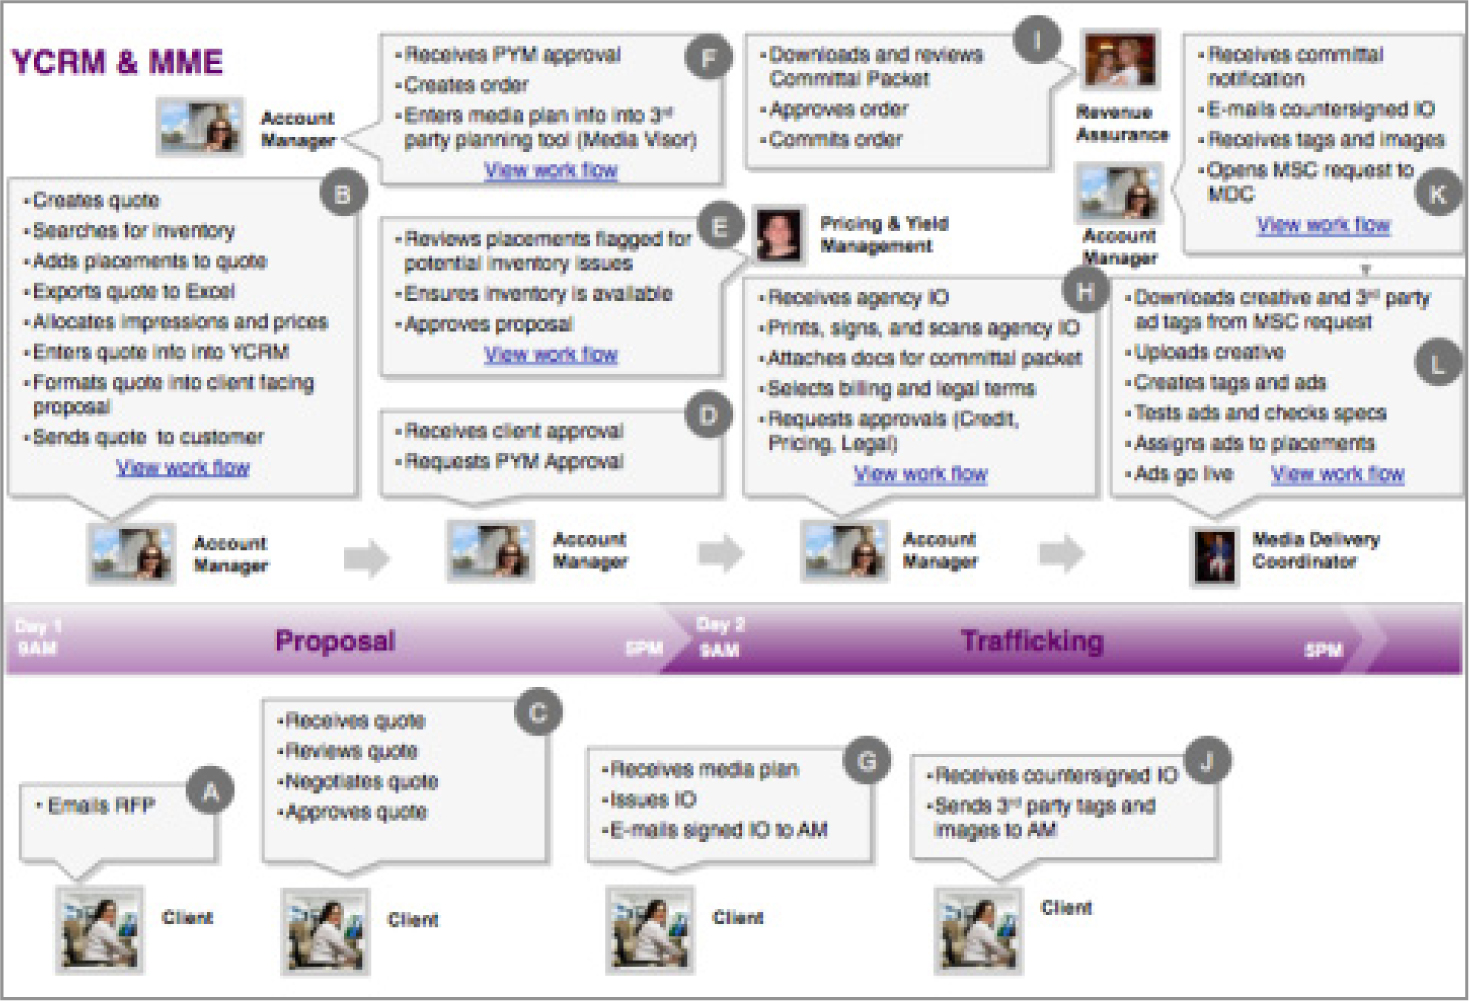 YCRM & MME
Account
Manager
• Receives PYM approval
• Creates order
• Enters media plan info into 3rd
party planning tool (Media Visor)
View work flow
F
• Downloads and reviews
Committal Packet
• Approves order
• Commits order
I
Revenue
Assurance
• Receives committal
notification
• E-mails countersigned IO
• Receives tags and images
• Opens MSC request to
MDC
View work flow
K
Account
Manager
B
• Creates quote
• Searches for inventory
• Adds placements to quote
• Exports quote to Excel
• Allocates impressions and prices
• Enters quote info into YCRM
• Formats quote into client facing
proposal
• Sends quote to customer
View work flow
E
• Reviews placements flagged for
potential inventory issues
• Ensures inventory is available
• Approves proposal
View work flow
Pricing & Yield
Management
D
• Receives client approval
• Requests PYM Approval
H
• Receives agency IO
• Prints, signs, and scans agency IO
• Attaches docs for committal packet
• Selects billing and legal terms
• Requests approvals (Credit,
Pricing, Legal)
View work flow
• Downloads creative and 3rd party
ad tags from MSC request
• Uploads creative
• Creates tags and ads
• Tests ads and checks specs
• Assigns ads to placements
• Ads go live View work flow
L
Account
Manager
Account
Manager
Account
Manager
Media Delivery
Coordinator
Day 1
9AM
Proposal
5PM
Day 2
9AM
Trafficking
5PM
A
• Emails RFP
Client
C
• Receives quote
• Reviews quote
• Negotiates quote
• Approves quote
Client
G
• Receives media plan
• Issues IO
• E-mails signed IO to AM
Client
J
• Receives countersigned IO
• Sends 3rd party tags and
images to AM
Client